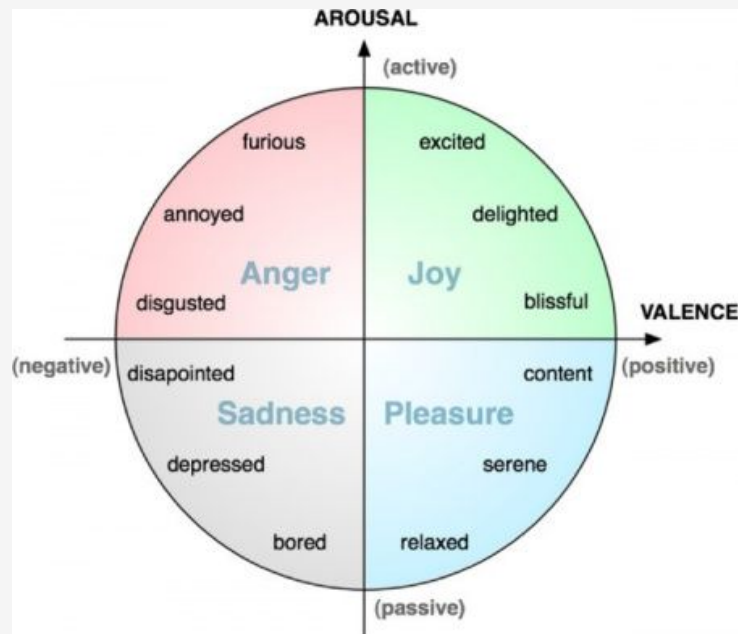 AROUSAL
(active)
furious
excited
annoyed
delighted
Anger
Joy
disgusted
blissful
VALENCE
(negative)
(positive)
disapointed
content
Sadness
Pleasure
depressed
serene
bored
relaxed
(passive)